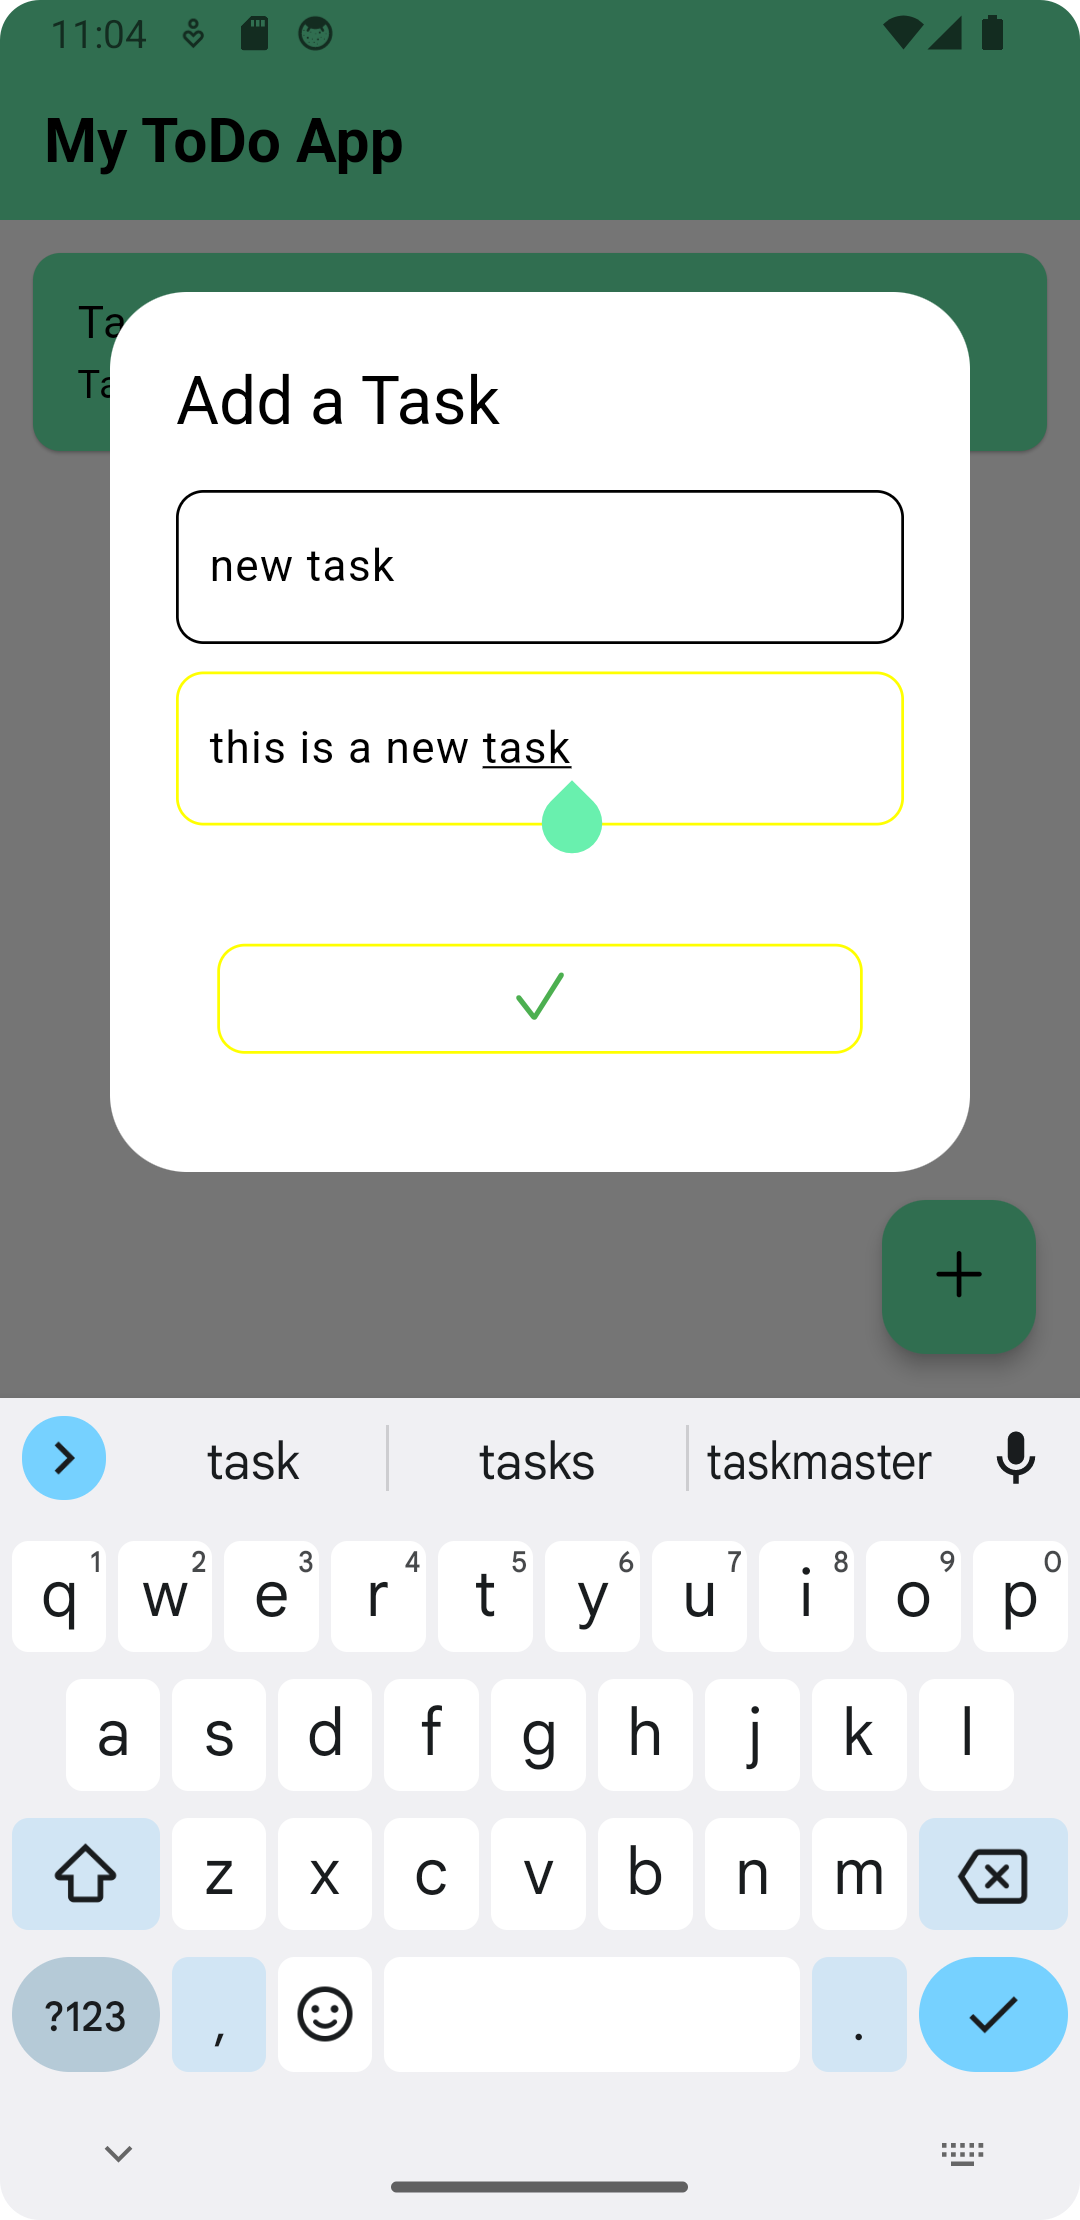 11:04
My ToDo App
Ta
Ta
Add a Task
new task
this is a new task
task tasks taskmaster
q 1 w 2 e 3 r 4 t 5 y 6 u 7 i 8 o 9 p 0
a s d f g h j k l
z x c v b n m
?123 , .